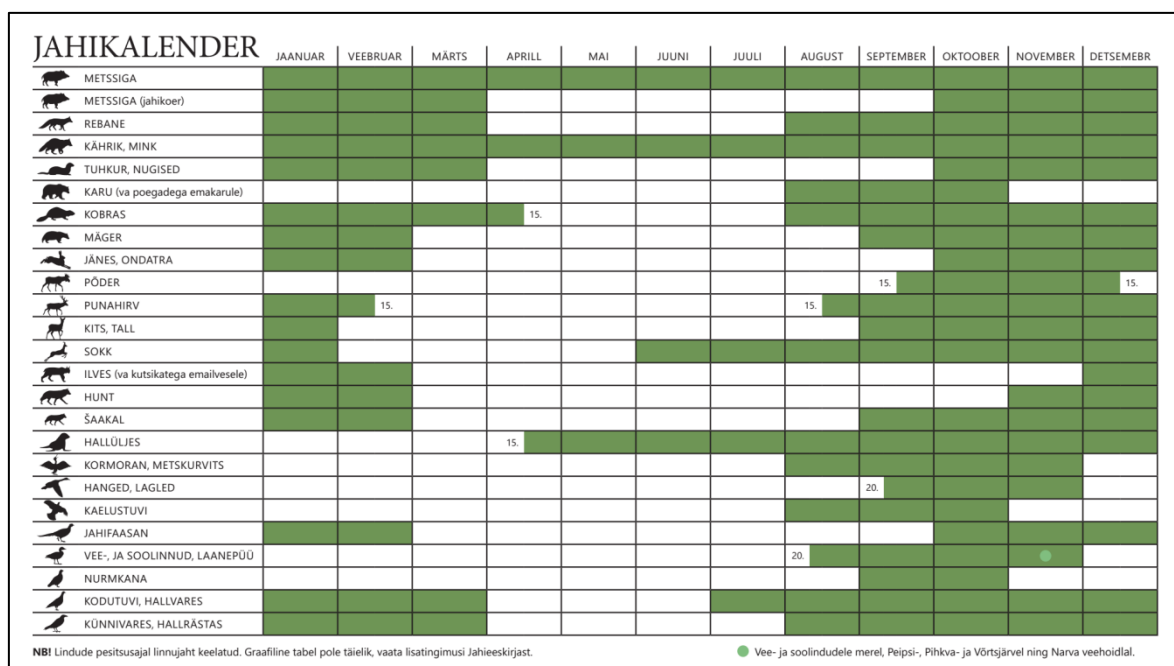 JAHIKALENDER JAANUAR VEEBRUAR MÄRTS APRILL MAI JUUNI JUULI AUGUST SEPTEMBER OKTOOBER NOVEMBER DETSEMEBR
METSSIGA
METSSIGA (jahikoer)
REBANE
KÄHRIK, MINK
TUHKUR, NUGISED
KARU (va poegadega emakarule)
KOBRAS 15.
MÄGER
JÄNES, ONDATRA
PÕDER 15. 15.
PUNAHIRV 15. 15.
KITS, TALL
SOKK
ILVES (va kutsikatega emailvesele)
HUNT
ŠAAKAL
HALLÜLJES 15.
KORMORAN, METSKURVITS
HANGED, LAGLED 20.
KAELUSTUVI
JAHIFAASAN
VEE-, JA SOOLINNUD, LAANEPÜÜ 20.
NURMKANA
KODUTUVI, HALLVARES
KÜNNIVARES, HALLRÄSTAS
NB! Lindude pesitsusajal linnujaht keelatud. Graafiline tabel pole täielik, vaata lisatingimusi Jahieeskirjast. Vee- ja soolindudele merel, Peipsi-, Pihkva- ja Võrtsjärvel ning Narva veehoidlal.